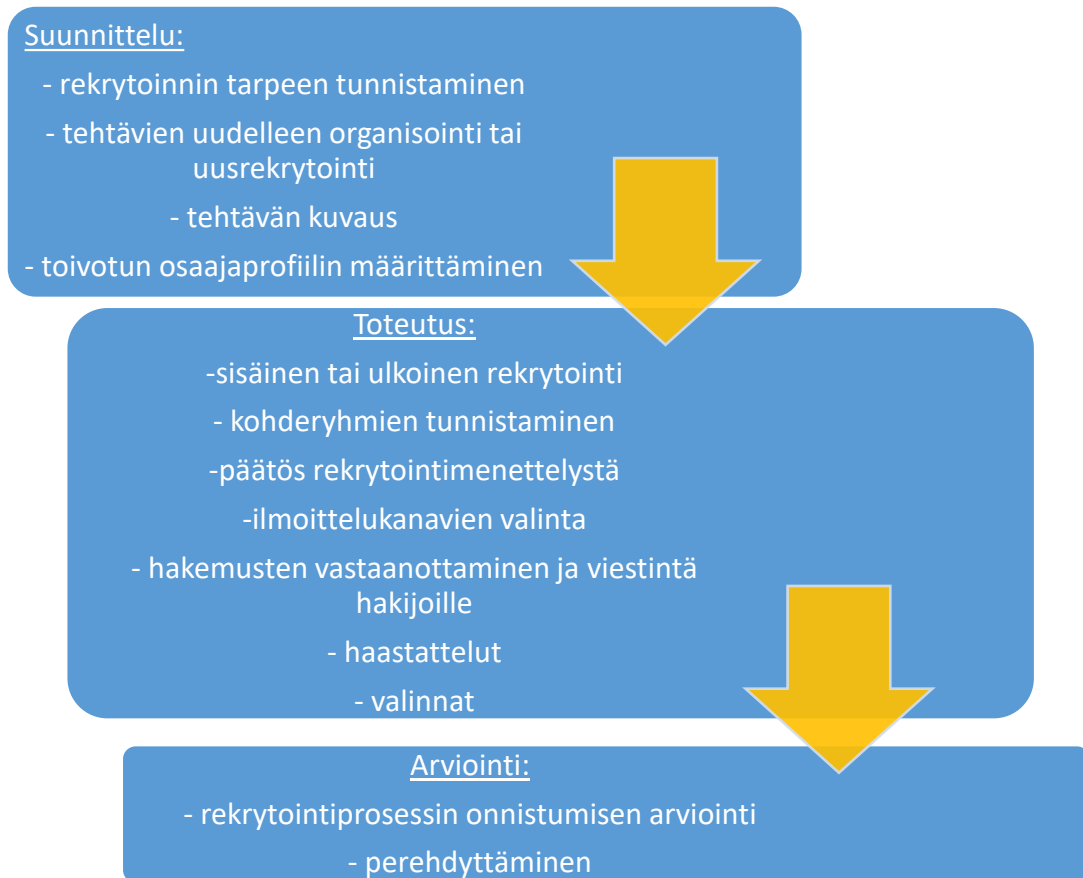 Suunnittelu:
- rekrytoinnin tarpeen tunnistaminen
- tehtävien uudelleen organisointi tai
uusrekrytointi
- tehtävän kuvaus
- toivotun osaajaprofiilin määrittäminen
Toteutus:
-sisäinen tai ulkoinen rekrytointi
- kohderyhmien tunnistaminen
-päätös rekrytointimenettelystä
-ilmoittelukanavien valinta
- hakemusten vastaanottaminen ja viestintä
hakijoille
- haastattelut
- valinnat
Arviointi:
- rekrytointiprosessin onnistumisen arviointi
- perehdyttäminen